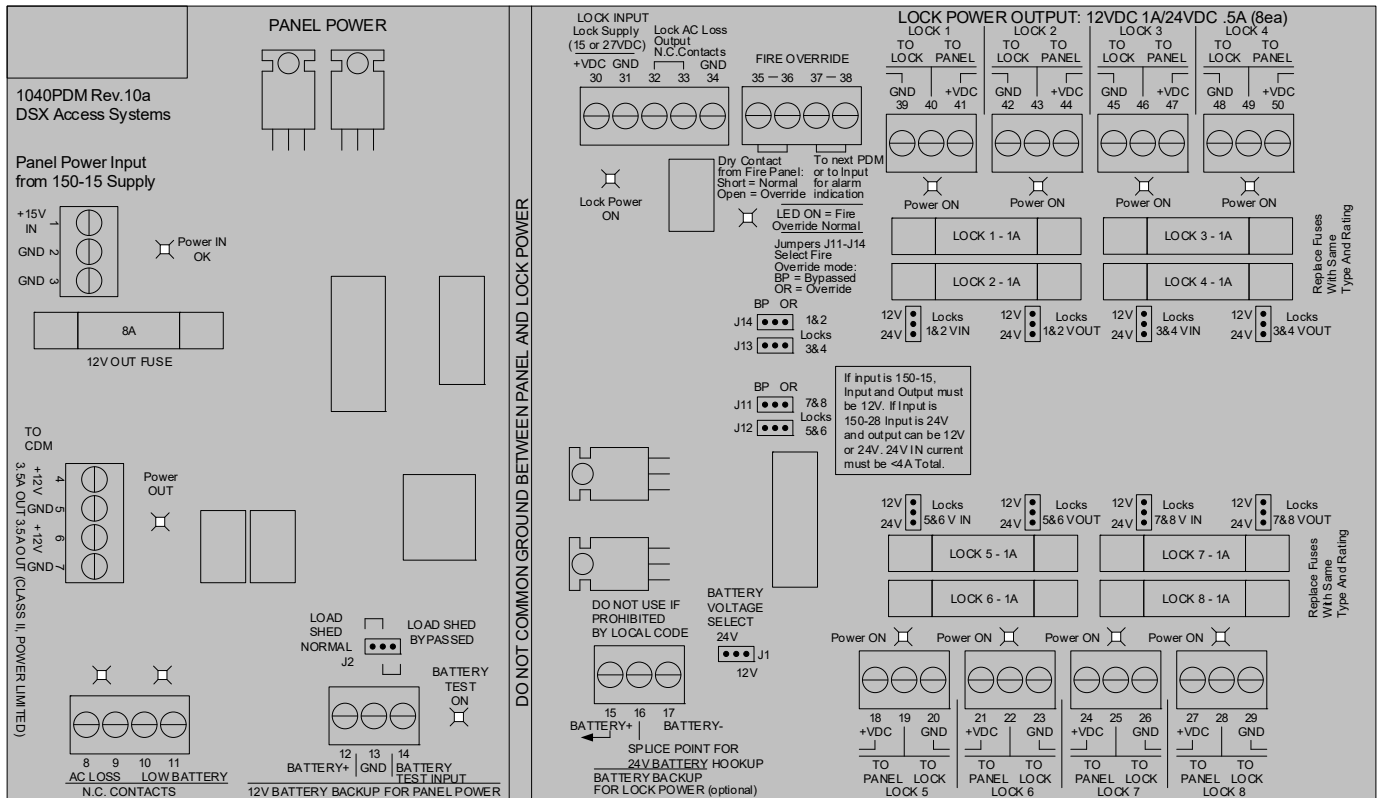 PANEL POWER
1040PDM Rev.10a
DSX Access Systems
Panel Power Input
from 150-15 Supply
+15V
IN
1
GND 2
GND 3
Power IN
OK
8A
12V OUT FUSE
TO
CDM
+12V
4
GND 5
+12V
6
GND 7
3.5A OUT 3.5A OUT (CLASS II, POWER LIMITED)
Power
OUT
LOAD
SHED
NORMAL
J2
LOAD SHED
BYPASSED
BATTERY
TEST
ON
8 9 10 11
AC LOSS LOW BATTERY
N.C. CONTACTS
12 13 14
BATTERY+ GND BATTERY
TEST INPUT
12V BATTERY BACKUP FOR PANEL POWER
DO NOT COMMON GROUND BETWEEN PANEL AND LOCK POWER
LOCK INPUT
Lock Supply
(15 or 27VDC)
+VDC GND
30 31
Lock AC Loss
Output
N.C.Contacts
GND
32 33 34
Lock Power
ON
FIRE OVERRIDE
35 — 36 37 — 38
Dry Contact
from Fire Panel:
Short = Normal
Open = Override
To next PDM
or to Input
for alarm
indication
LED ON = Fire
Override Normal
Jumpers J11-J14
Select Fire
Override mode:
BP = Bypassed
OR = Override
BP OR
J14 1&2
Locks
J13 3&4
BP OR
J11 7&8
Locks
J12 5&6
If input is 150-15,
Input and Output must
be 12V. If Input is
150-28 Input is 24V
and output can be 12V
or 24V. 24V IN current
must be <4A Total.
LOCK POWER OUTPUT: 12VDC 1A/24VDC .5A (8ea)
LOCK 1 LOCK 2 LOCK 3 LOCK 4
TO TO TO TO TO TO TO TO
LOCK PANEL LOCK PANEL LOCK PANEL LOCK PANEL
GND +VDC GND +VDC GND +VDC GND +VDC
39 40 41 42 43 44 45 46 47 48 49 50
Power ON Power ON Power ON Power ON
LOCK 1 - 1A LOCK 3 - 1A
LOCK 2 - 1A LOCK 4 - 1A
Replace Fuses
With Same
Type And Rating
12V Locks 12V Locks 12V Locks 12V Locks
24V 1&2 VIN 24V 1&2 VOUT 24V 3&4 VIN 24V 3&4 VOUT
12V Locks 12V Locks 12V Locks 12V Locks
24V 5&6 V IN 24V 5&6 VOUT 24V 7&8 V IN 24V 7&8 VOUT
LOCK 5 - 1A LOCK 7 - 1A
LOCK 6 - 1A LOCK 8 - 1A
Replace Fuses
With Same
Type And Rating
Power ON Power ON Power ON Power ON
DO NOT USE IF
PROHIBITED
BY LOCAL CODE
BATTERY
VOLTAGE
SELECT
24V
J1
12V
15 16 17
BATTERY+ BATTERY-
SPLICE POINT FOR
24V BATTERY HOOKUP
BATTERY BACKUP
FOR LOCK POWER (optional)
18 19 20 21 22 23 24 25 26 27 28 29
+VDC GND +VDC GND +VDC GND +VDC GND
TO TO TO TO TO TO TO TO
PANEL LOCK PANEL LOCK PANEL LOCK PANEL LOCK
LOCK 5 LOCK 6 LOCK 7 LOCK 8